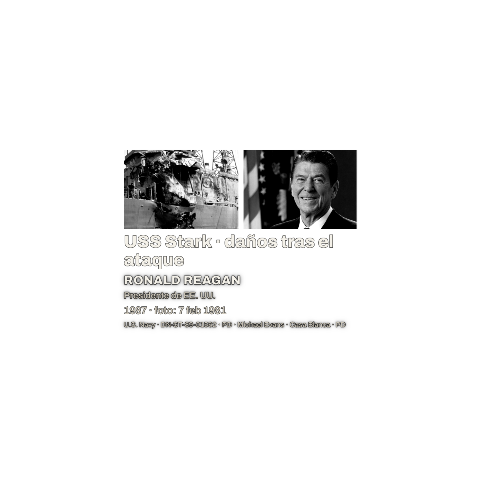 USS Stark · daños tras el
ataque
RONALD REAGAN
Presidente de EE. UU.
1987 · foto: 7 feb 1981
U.S. Navy · PD · Michael Evans · Casa Blanca · PD